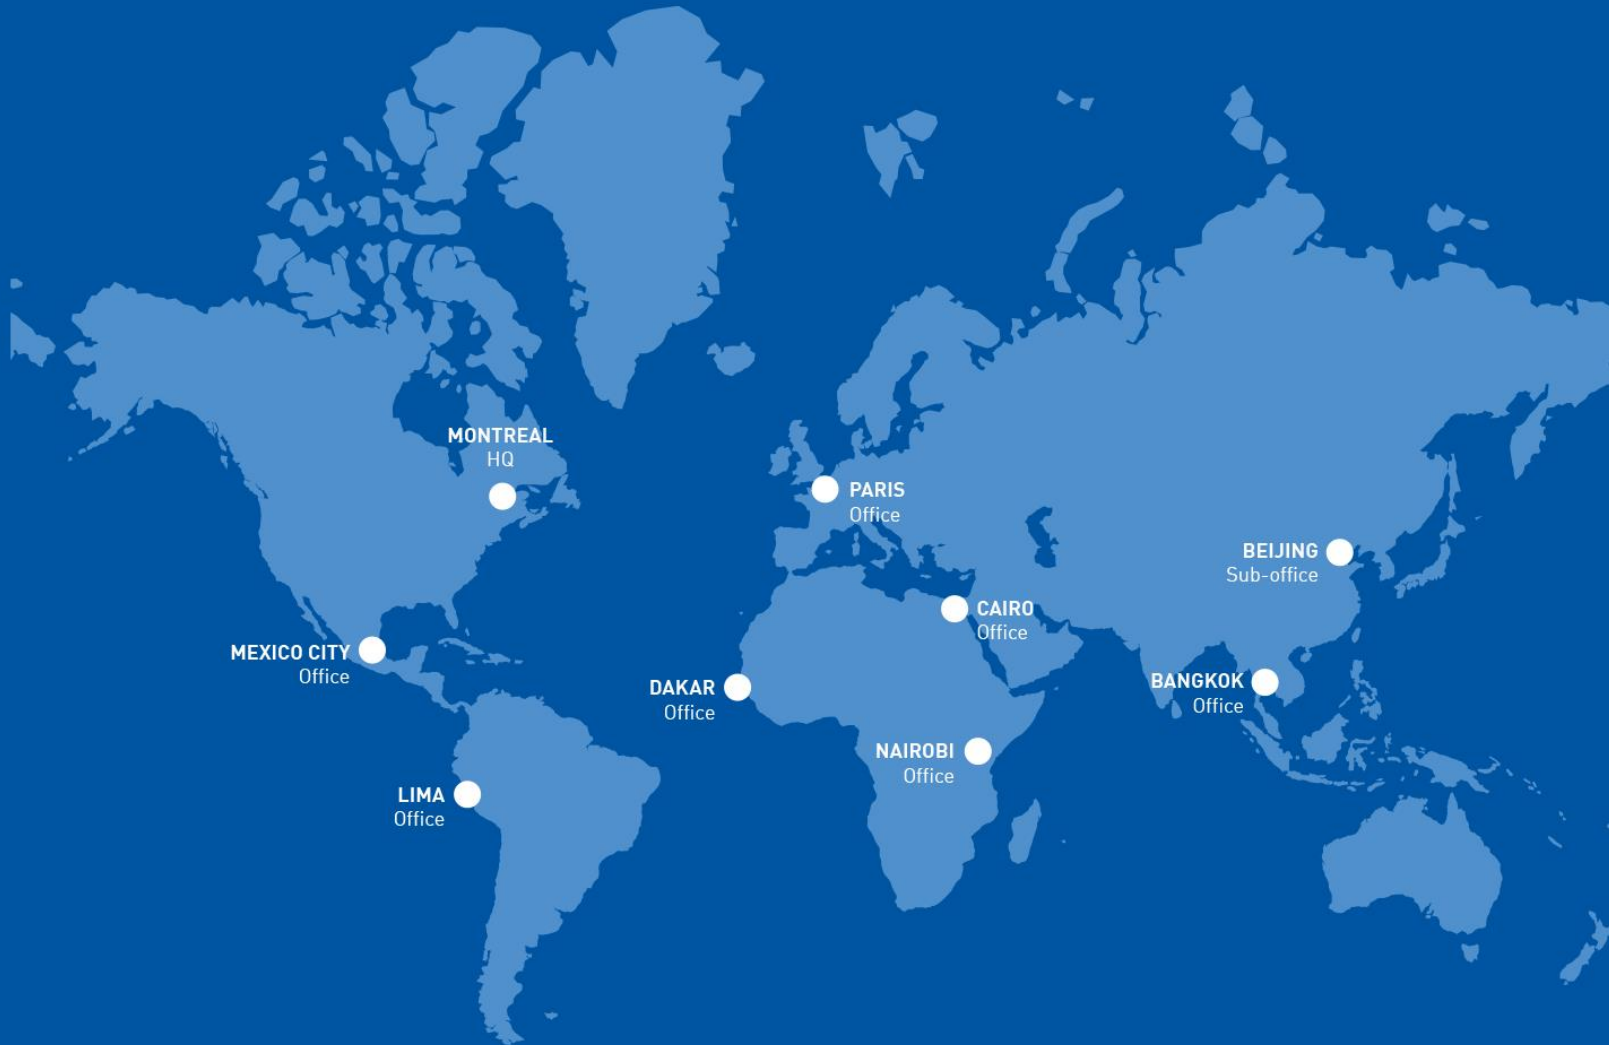 MONTREAL
HQ
PARIS
Office
BEIJING
Sub-office
CAIRO
Office
MEXICO CITY
Office
DAKAR
Office
BANGKOK
Office
NAIROBI
Office
LIMA
Office